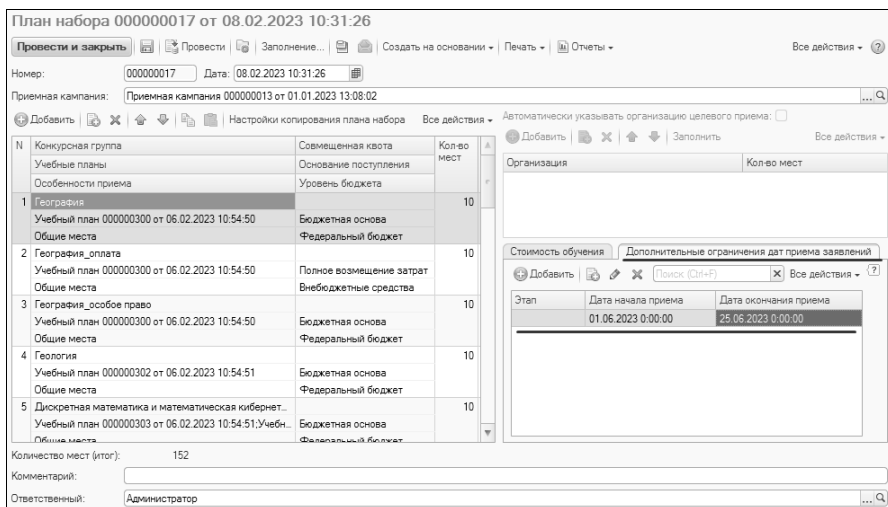 План набора 000000017 от 08.02.2023 10:31:26
Провести и закрыть Провести Заполнение... Создать на основании Печать Отчеты Все действия ?
Номер: 000000017 Дата: 08.02.2023 10:31:26
Приемная кампания: Приемная кампания 000000013 от 01.01.2023 13:08:02 ...
Добавить Настройки копирования плана набора Все действия
Автоматически указывать организацию целевого приема:
Добавить Заполнить Все действия
Организация Кол-во мест
N Конкурсная группа Совмещенная квота Кол-во мест
Учебные планы Основание поступления
Особенности приема Уровень бюджета
1 География 10
Учебный план 000000300 от 06.02.2023 10:54:50 Бюджетная основа
Общие места Федеральный бюджет
2 География_оплата 10
Учебный план 000000300 от 06.02.2023 10:54:50 Полное возмещение затрат
Общие места Внебюджетные средства
3 География_особое право 10
Учебный план 000000300 от 06.02.2023 10:54:50 Бюджетная основа
Общие места Федеральный бюджет
4 Геология 10
Учебный план 000000302 от 06.02.2023 10:54:51 Бюджетная основа
Общие места Федеральный бюджет
5 Дискретная математика и математическая кибернет... 10
Учебный план 000000303 от 06.02.2023 10:54:51;Учебн... Бюджетная основа
Общие места Федеральный бюджет
Стоимость обучения Дополнительные ограничения дат приема заявлений
Добавить Поиск (Ctrl+F) Все действия ?
Этап Дата начала приема Дата окончания приема
01.06.2023 0:00:00 25.06.2023 0:00:00
Количество мест (итог): 152
Комментарий:
Ответственный: Администратор ...